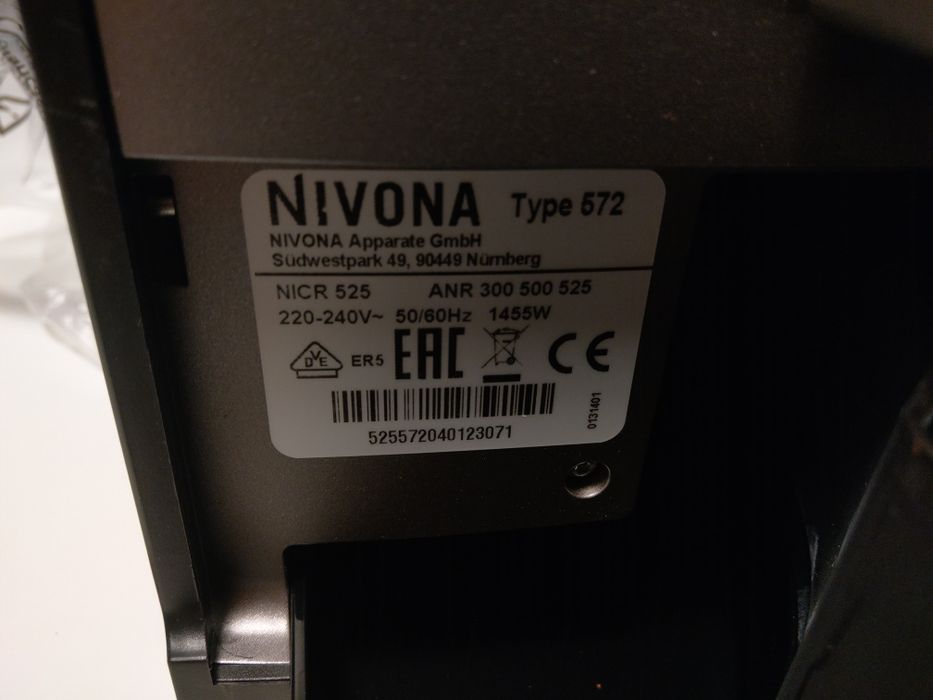 NIVONA Type 572
NIVONA Apparate GmbH
Südwestpark 49, 90449 Nürnberg
NICR 525 ANR 300 500 525
220-240V~ 50/60Hz 1455W
DVE ER5 EAC CE
525572040123071
0131401